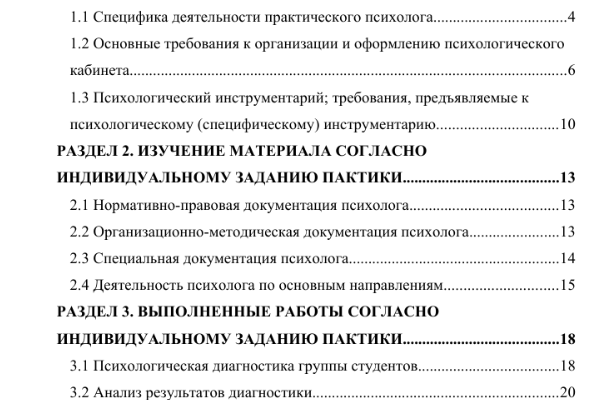 1.1 Специфика деятельности практического психолога.................................4
1.2 Основные требования к организации и оформлению психологического
кабинета...........................................................................................................6
1.3 Психологический инструментарий; требования, предъявляемые к
психологическому (специфическому) инструментарию..............................10
РАЗДЕЛ 2. ИЗУЧЕНИЕ МАТЕРИАЛА СОГЛАСНО
ИНДИВИДУАЛЬНОМУ ЗАДАНИЮ ПАКТИКИ......................................13
2.1 Нормативно-правовая документация психолога.....................................13
2.2 Организационно-методическая документация психолога......................13
2.3 Специальная документация психолога....................................................14
2.4 Деятельность психолога по основным направлениям............................15
РАЗДЕЛ 3. ВЫПОЛНЕННЫЕ РАБОТЫ СОГЛАСНО
ИНДИВИДУАЛЬНОМУ ЗАДАНИЮ ПАКТИКИ......................................18
3.1 Психологическая диагностика группы студентов...................................18
3.2 Анализ результатов диагностики.............................................................20